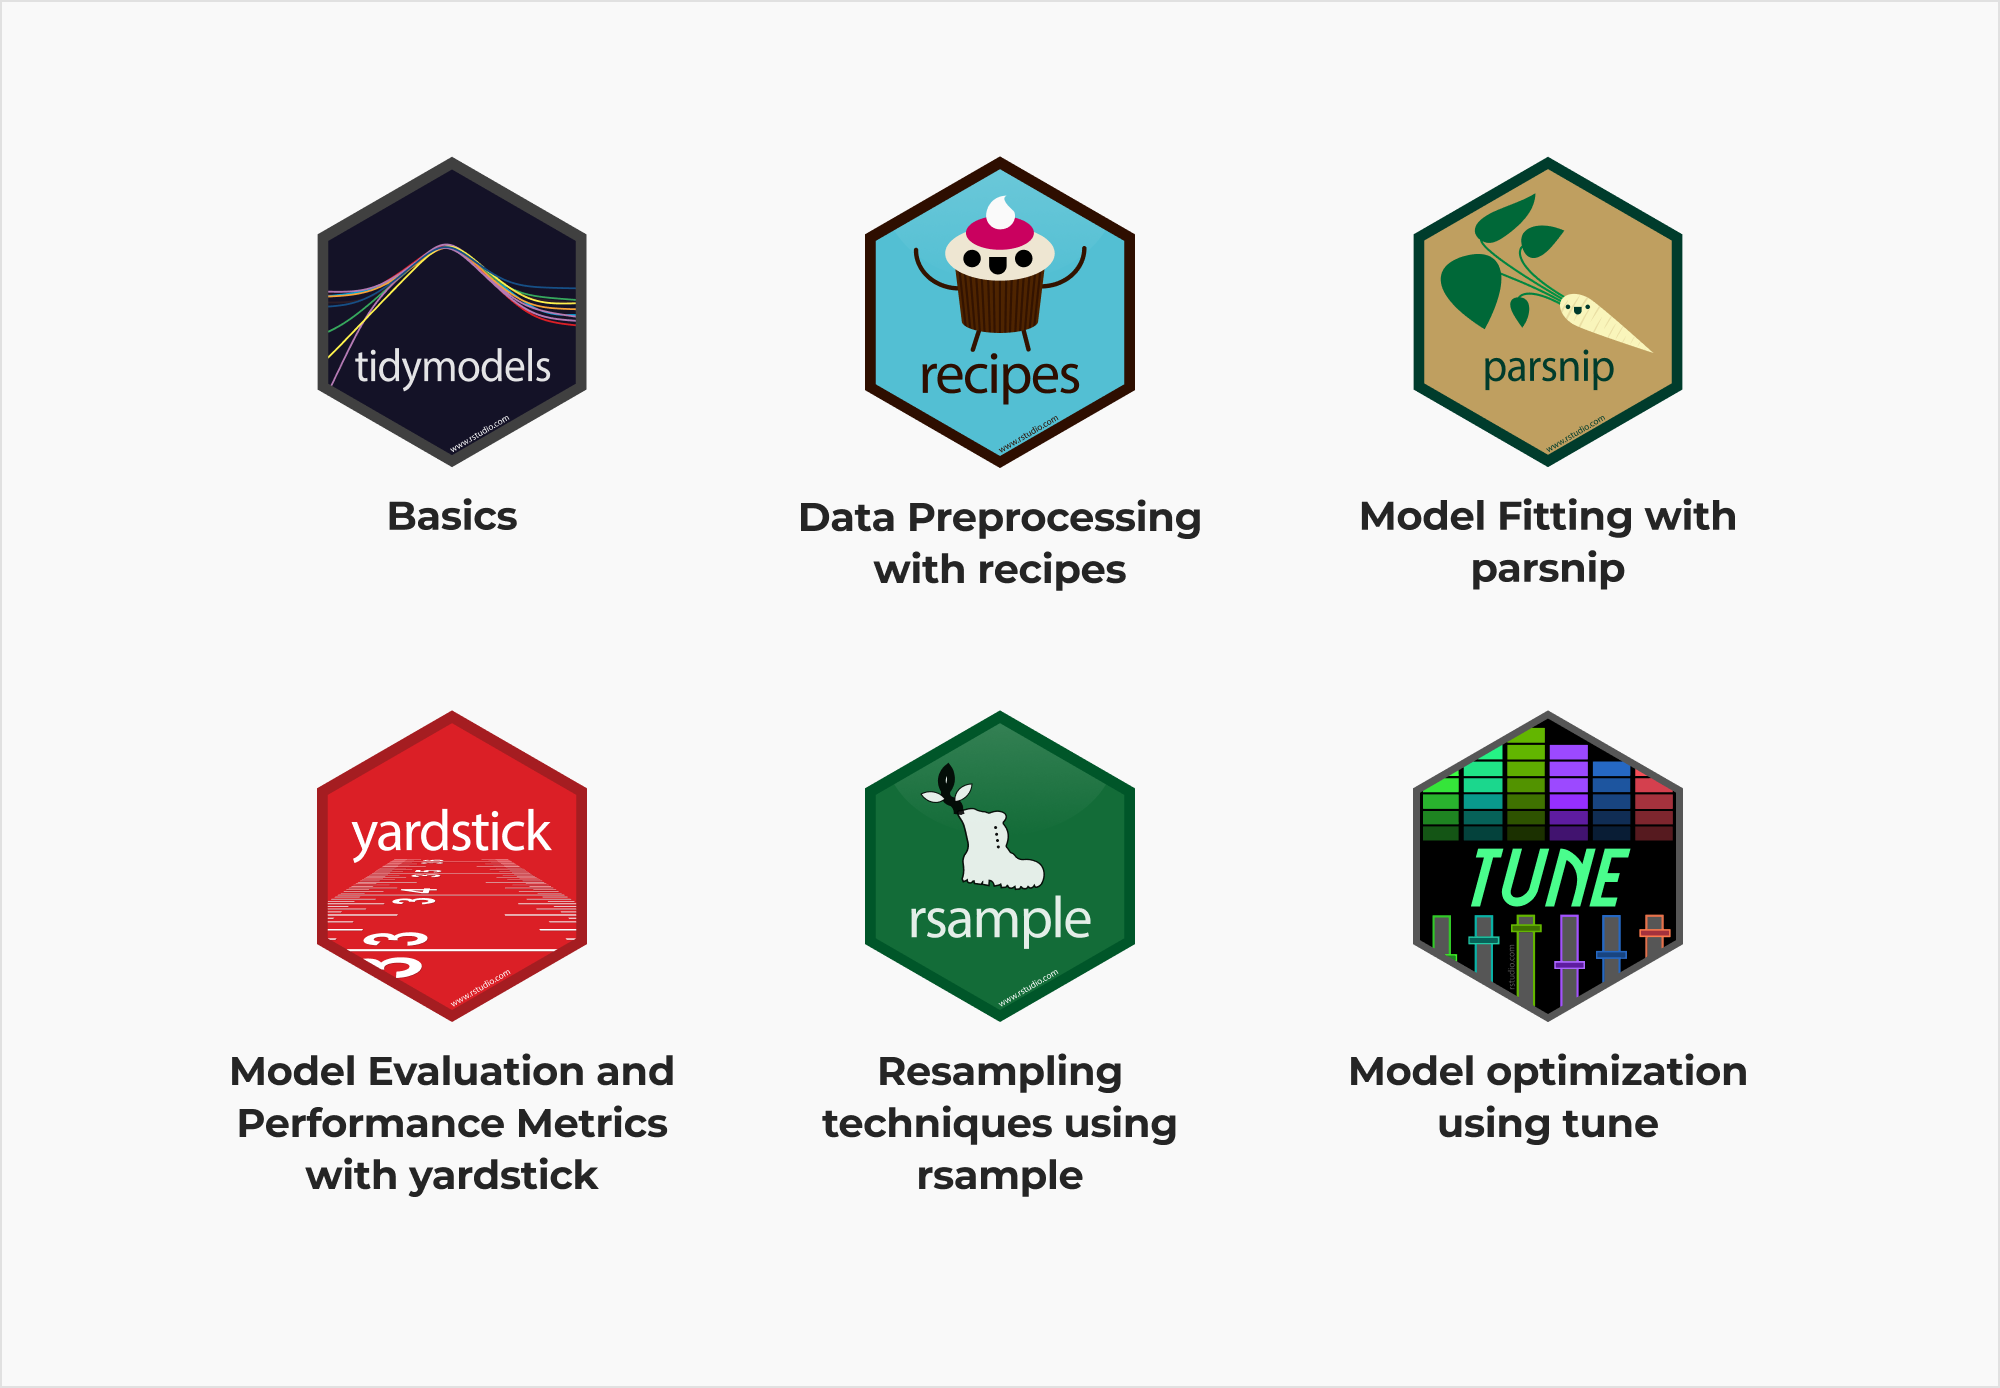 tidymodels
www.rstudio.com
Basics
recipes
www.rstudio.com
Data Preprocessing
with recipes
parsnip
www.rstudio.com
Model Fitting with
parsnip
yardstick
35
34
33
www.rstudio.com
Model Evaluation and
Performance Metrics
with yardstick
rsample
www.rstudio.com
Resampling
techniques using
rsample
TUNE
rstudio.com
Model optimization
using tune